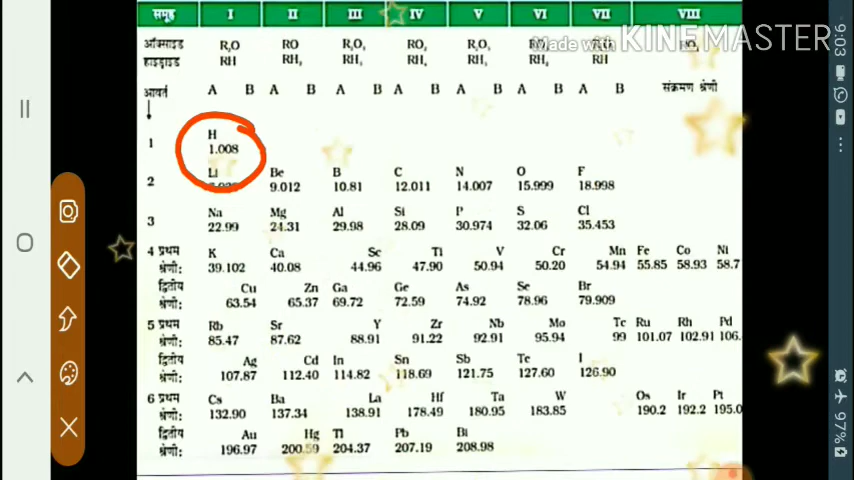 समूह I II III IV V VI VII VIII
ऑक्साइड R₂O RO R₂O₃ RO₂ R₂O₅
हाइड्राइड RH RH₂ RH₃ RH₄ RH₃ RH₂ RH
Made with KINEMASTER
आवर्त A B A B A B A B A B A B A B संक्रमण श्रेणी
1 H
1.008
2 Li Be B C N O F
9.012 10.81 12.011 14.007 15.999 18.998
3 Na Mg Al Si P S Cl
22.99 24.31 29.98 28.09 30.974 32.06 35.453
4 प्रथम K Ca Sc Ti V Cr Mn Fe Co Ni
श्रेणी: 39.102 40.08 44.96 47.90 50.94 50.20 54.94 55.85 58.93 58.7
द्वितीय Cu Zn Ga Ge As Se Br
श्रेणी: 63.54 65.37 69.72 72.59 74.92 78.96 79.909
5 प्रथम Rb Sr Y Zr Nb Mo Tc Ru Rh Pd
श्रेणी: 85.47 87.62 88.91 91.22 92.91 95.94 99 101.07 102.91 106.
द्वितीय Ag Cd In Sn Sb Te I
श्रेणी: 107.87 112.40 114.82 118.69 121.75 127.60 126.90
6 प्रथम Cs Ba La Hf Ta W Os Ir Pt
श्रेणी: 132.90 137.34 138.91 178.49 180.95 183.85 190.2 192.2 195.0
द्वितीय Au Hg Tl Pb Bi
श्रेणी: 196.97 200.59 204.37 207.19 208.98
9:03
97%